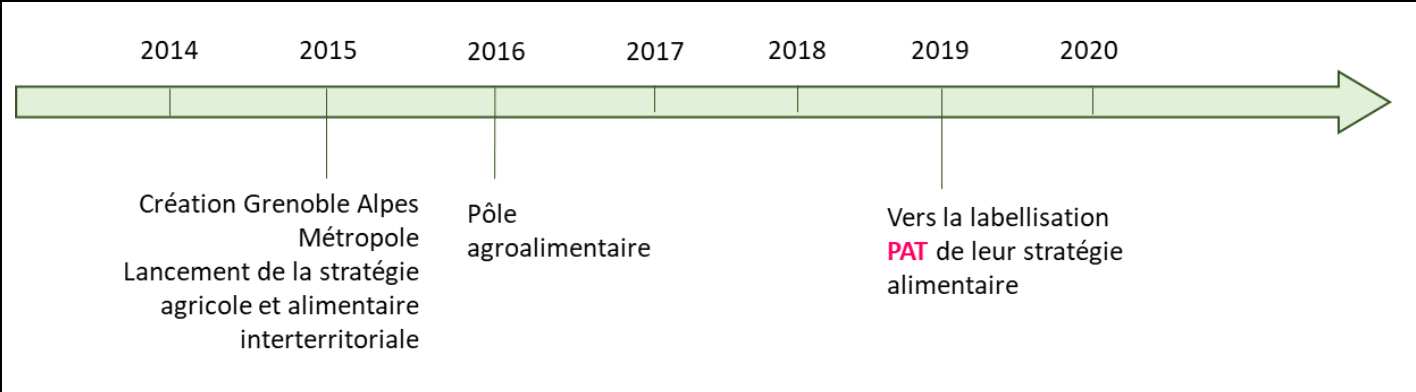 2014 2015 2016 2017 2018 2019 2020
Création Grenoble Alpes
Métropole
Lancement de la stratégie
agricole et alimentaire
interterritoriale
Pôle
agroalimentaire
Vers la labellisation
PAT de leur stratégie
alimentaire